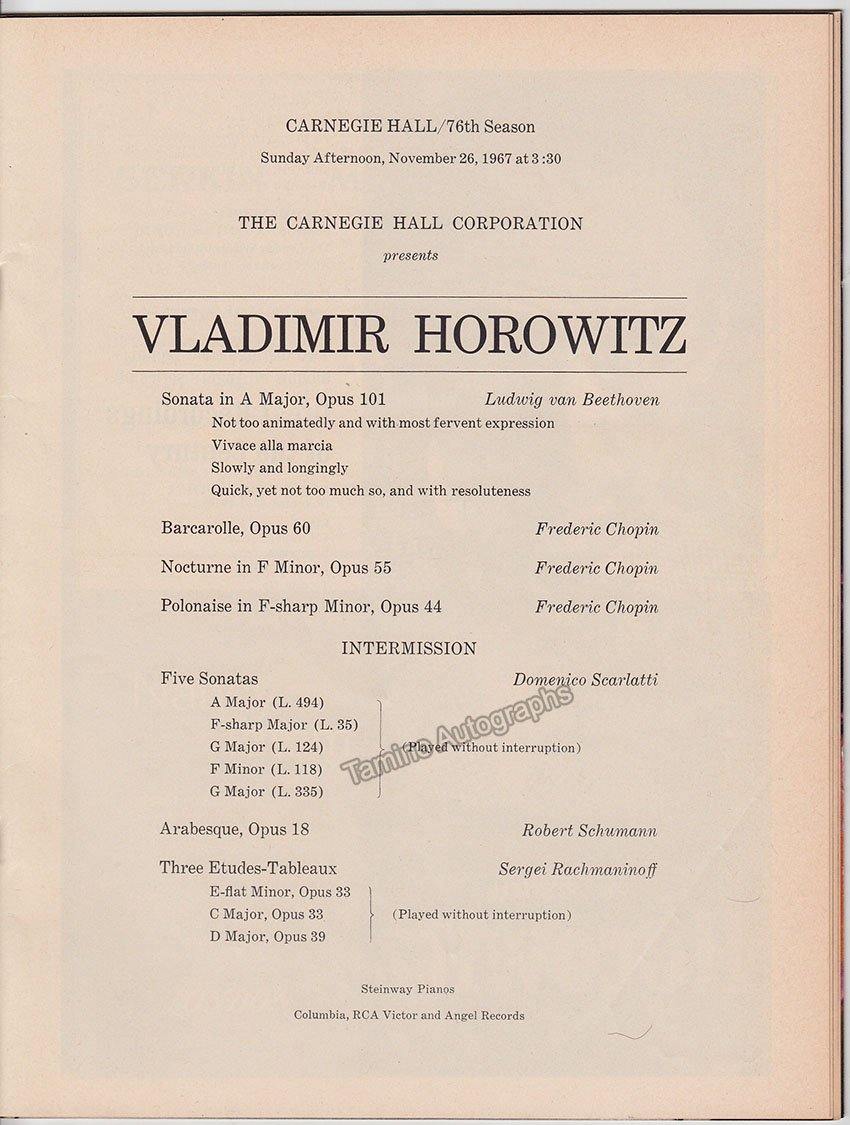 CARNEGIE HALL/76th Season
Sunday Afternoon, November 26, 1967 at 3:30
THE CARNEGIE HALL CORPORATION
presents
VLADIMIR HOROWITZ
Sonata in A Major, Opus 101 Ludwig van Beethoven
Not too animatedly and with most fervent expression
Vivace alla marcia
Slowly and longingly
Quick, yet not too much so, and with resoluteness
Barcarolle, Opus 60 Frederic Chopin
Nocturne in F Minor, Opus 55 Frederic Chopin
Polonaise in F-sharp Minor, Opus 44 Frederic Chopin
INTERMISSION
Five Sonatas Domenico Scarlatti
A Major (L. 494)
F-sharp Major (L. 35)
G Major (L. 124) (Played without interruption)
F Minor (L. 118)
G Major (L. 335)
Tamino Autographs
Arabesque, Opus 18 Robert Schumann
Three Etudes-Tableaux Sergei Rachmaninoff
E-flat Minor, Opus 33
C Major, Opus 33 (Played without interruption)
D Major, Opus 39
Steinway Pianos
Columbia, RCA Victor and Angel Records